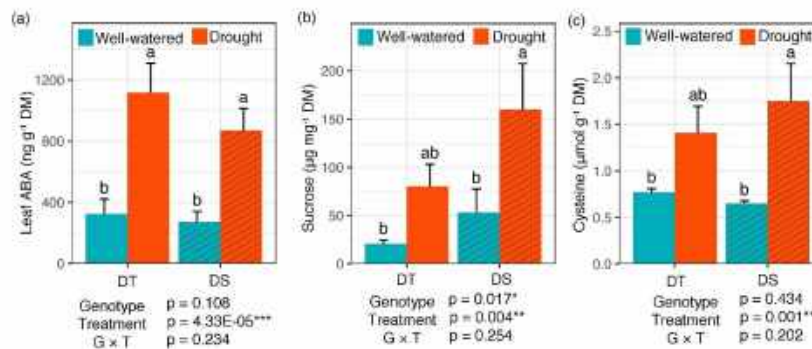 (a)
Well-watered Drought
Leaf ABA (ng g⁻¹ DM)
1200
800
400
0
a
a
b
b
DT DS
Genotype p = 0.108
Treatment p = 4.33E-05***
G × T p = 0.234
(b)
Well-watered Drought
Sucrose (µg mg⁻¹ DM)
200
150
100
50
0
a
ab
b
b
DT DS
Genotype p = 0.017*
Treatment p = 0.004**
G × T p = 0.254
(c)
Well-watered Drought
Cysteine (µmol g⁻¹ DM)
2.5
2.0
1.5
1.0
0.5
0.0
a
ab
b
b
DT DS
Genotype p = 0.434
Treatment p = 0.001**
G × T p = 0.202